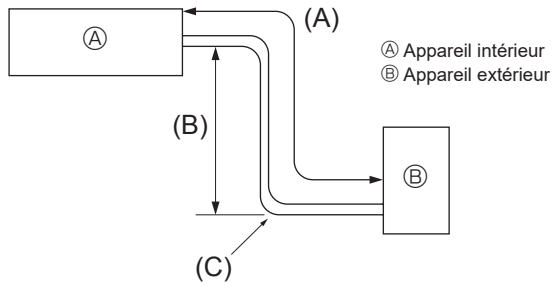 (A)
Ⓐ
Ⓐ Appareil intérieur
Ⓑ Appareil extérieur
(B)
Ⓑ
(C)